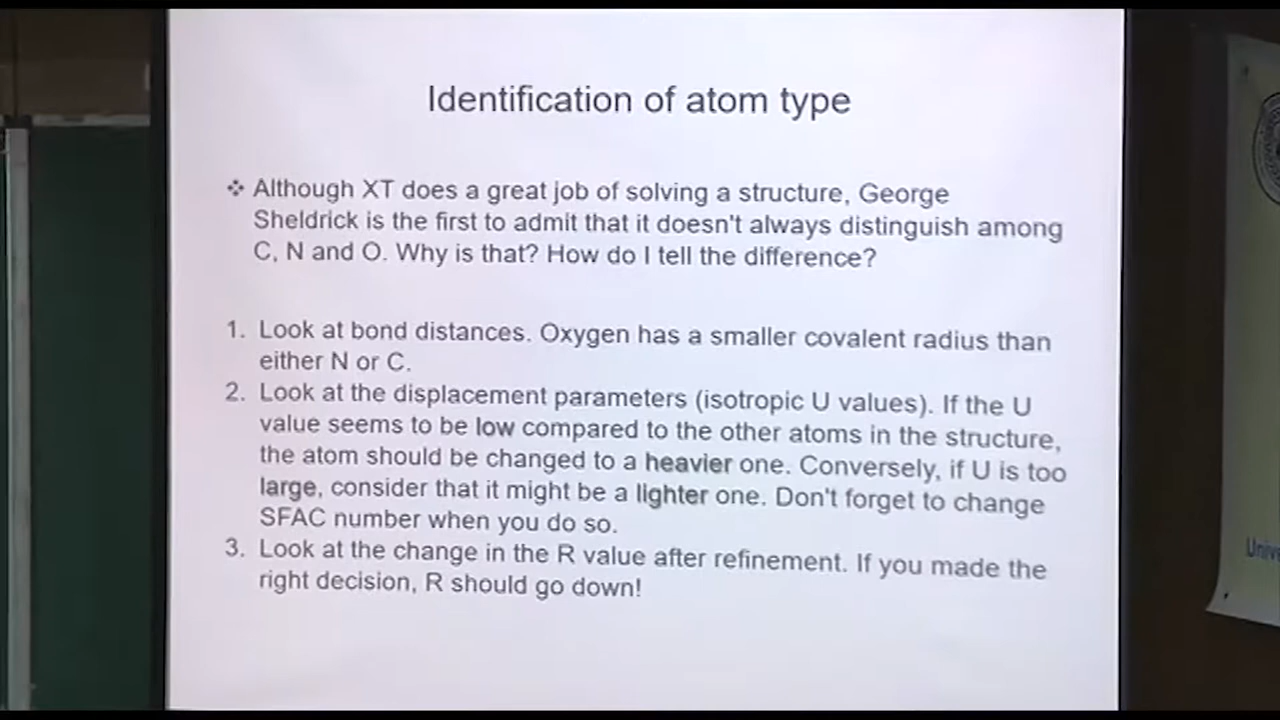 Identification of atom type
❖ Although XT does a great job of solving a structure, George
Sheldrick is the first to admit that it doesn't always distinguish among
C, N and O. Why is that? How do I tell the difference?
1. Look at bond distances. Oxygen has a smaller covalent radius than
either N or C.
2. Look at the displacement parameters (isotropic U values). If the U
value seems to be low compared to the other atoms in the structure,
the atom should be changed to a heavier one. Conversely, if U is too
large, consider that it might be a lighter one. Don't forget to change
SFAC number when you do so.
3. Look at the change in the R value after refinement. If you made the
right decision, R should go down!